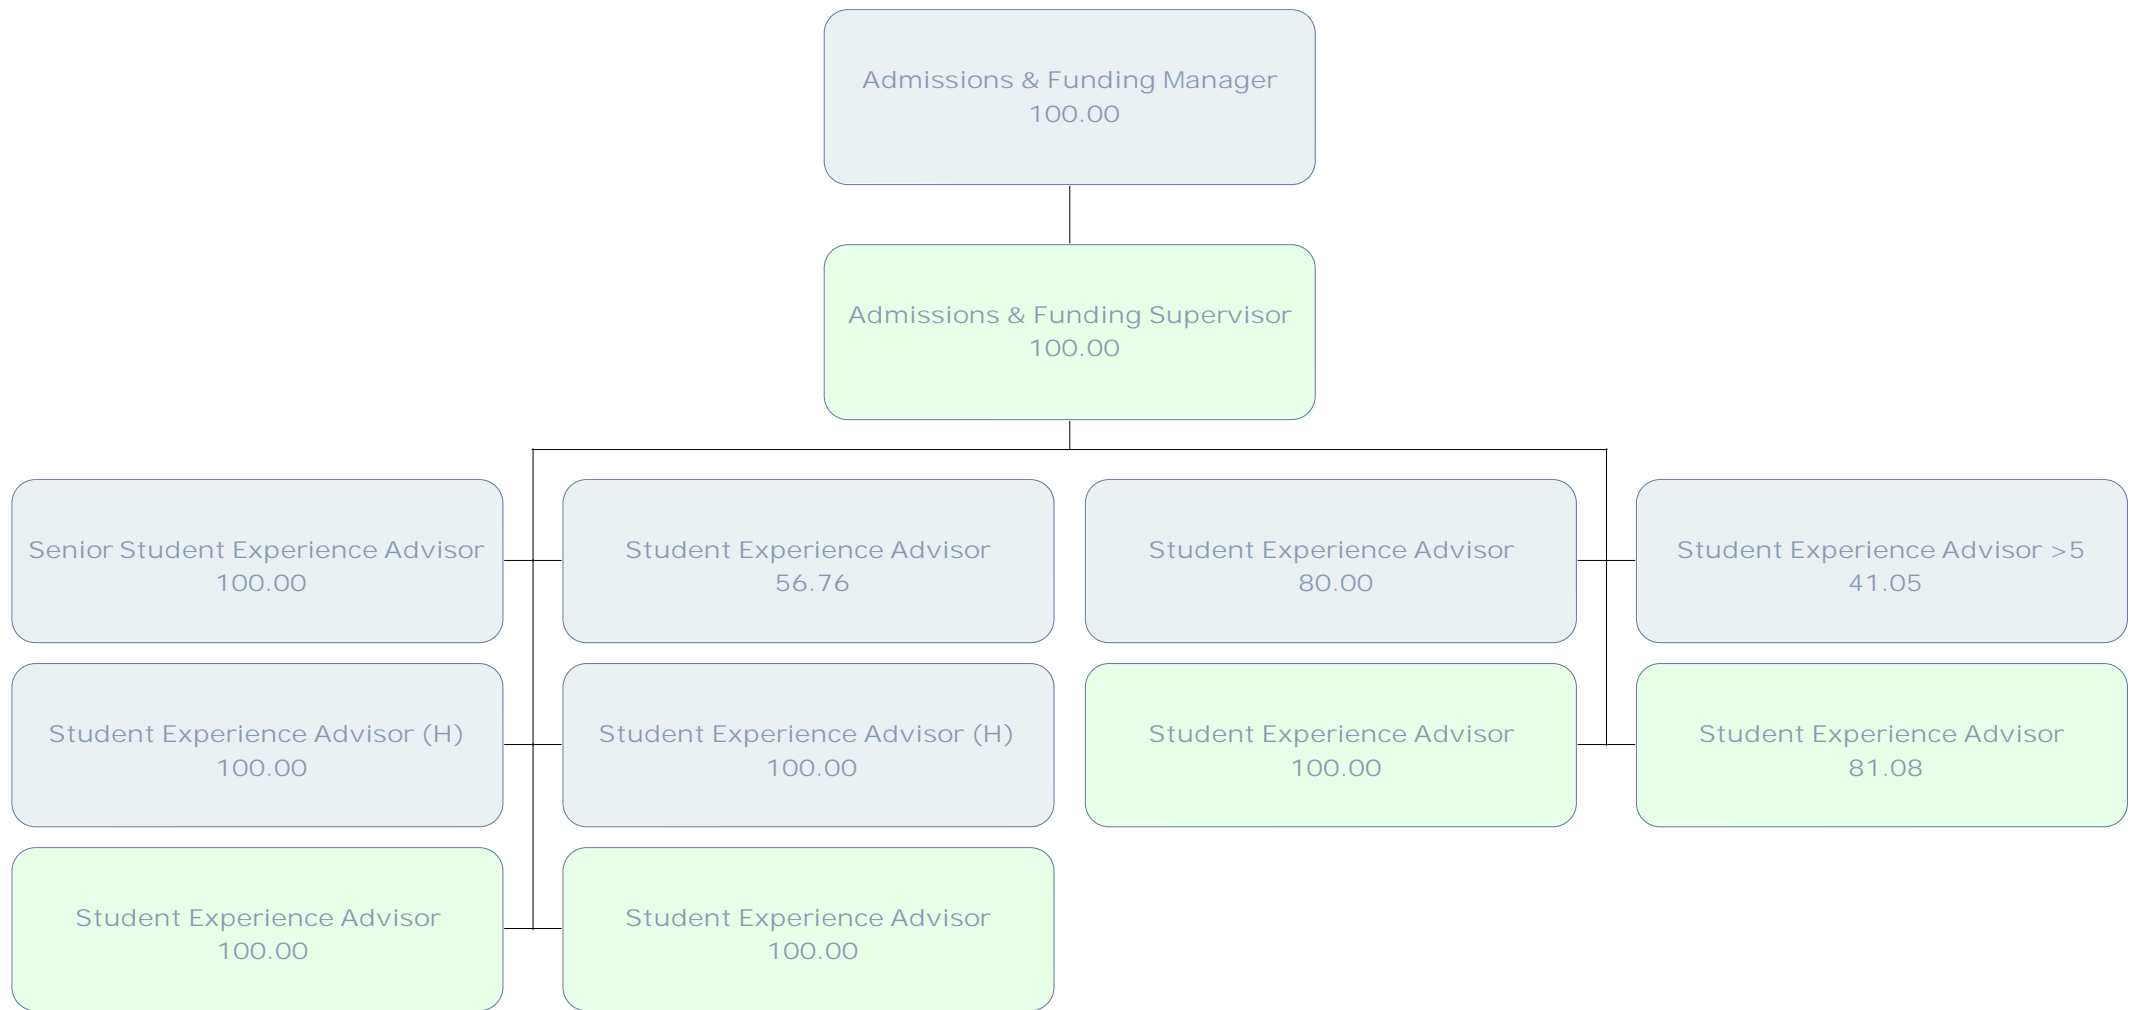 Admissions & Funding Manager
100.00
Admissions & Funding Supervisor
100.00
Senior Student Experience Advisor
100.00
Student Experience Advisor
56.76
Student Experience Advisor
80.00
Student Experience Advisor >5
41.05
Student Experience Advisor (H)
100.00
Student Experience Advisor (H)
100.00
Student Experience Advisor
100.00
Student Experience Advisor
81.08
Student Experience Advisor
100.00
Student Experience Advisor
100.00